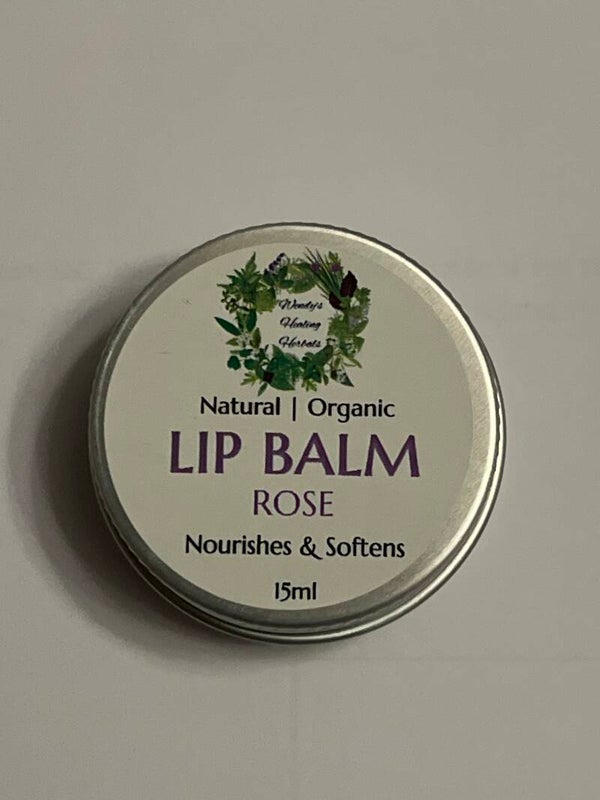 Wendy's
Healing
Herbals
Natural | Organic
LIP BALM
ROSE
Nourishes & Softens
15ml